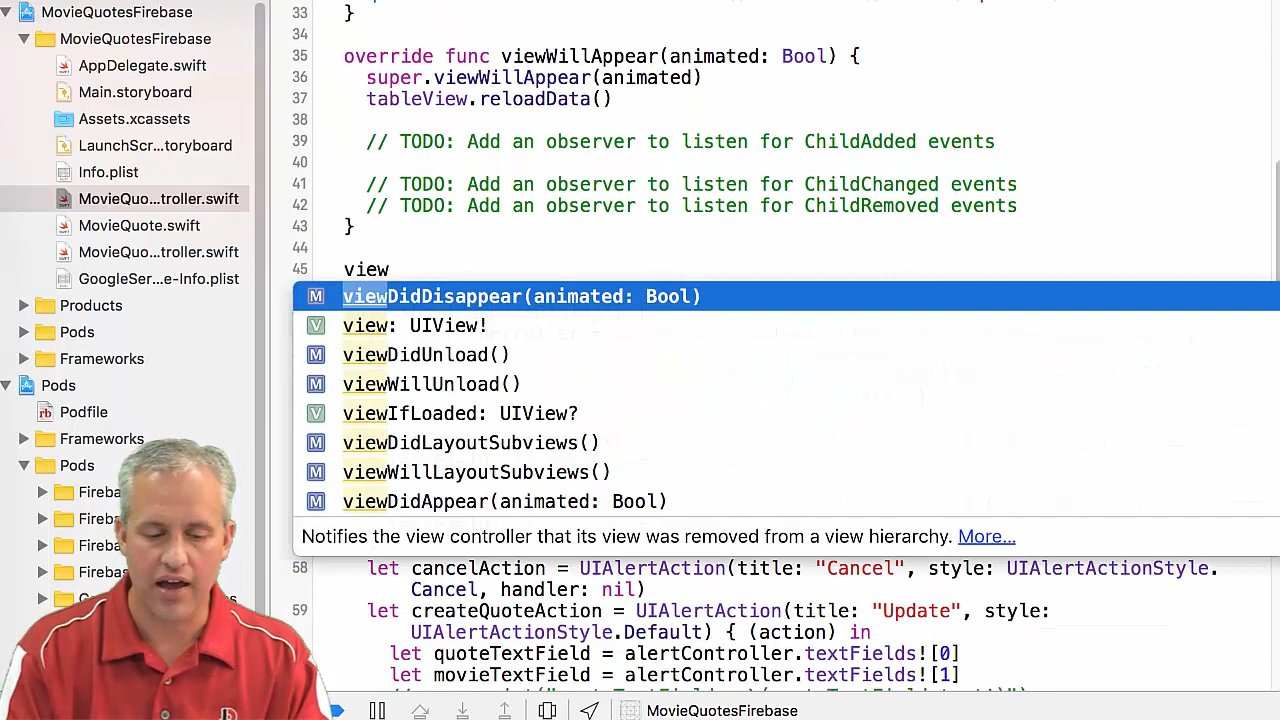 MovieQuotesFirebase
MovieQuotesFirebase
AppDelegate.swift
Main.storyboard
Assets.xcassets
LaunchScr...toryboard
Info.plist
MovieQuo...troller.swift
MovieQuote.swift
MovieQuo...troller.swift
GoogleSer...e-Info.plist
Products
Pods
Frameworks
Pods
Podfile
Frameworks
Pods
Fireba
Fireba
Fireba
Fireba
33 }
34
35 override func viewWillAppear(animated: Bool) {
36 super.viewWillAppear(animated)
37 tableView.reloadData()
38
39 // TODO: Add an observer to listen for ChildAdded events
40
41 // TODO: Add an observer to listen for ChildChanged events
42 // TODO: Add an observer to listen for ChildRemoved events
43 }
44
45 view
M viewDidDisappear(animated: Bool)
V view: UIView!
M viewDidUnload()
M viewWillUnload()
V viewIfLoaded: UIView?
M viewDidLayoutSubviews()
M viewWillLayoutSubviews()
M viewDidAppear(animated: Bool)
Notifies the view controller that its view was removed from a view hierarchy. More...
58 let cancelAction = UIAlertAction(title: "Cancel", style: UIAlertActionStyle.
Cancel, handler: nil)
59 let createQuoteAction = UIAlertAction(title: "Update", style:
UIAlertActionStyle.Default) { (action) in
let quoteTextField = alertController.textFields![0]
let movieTextField = alertController.textFields![1]
MovieQuotesFirebase